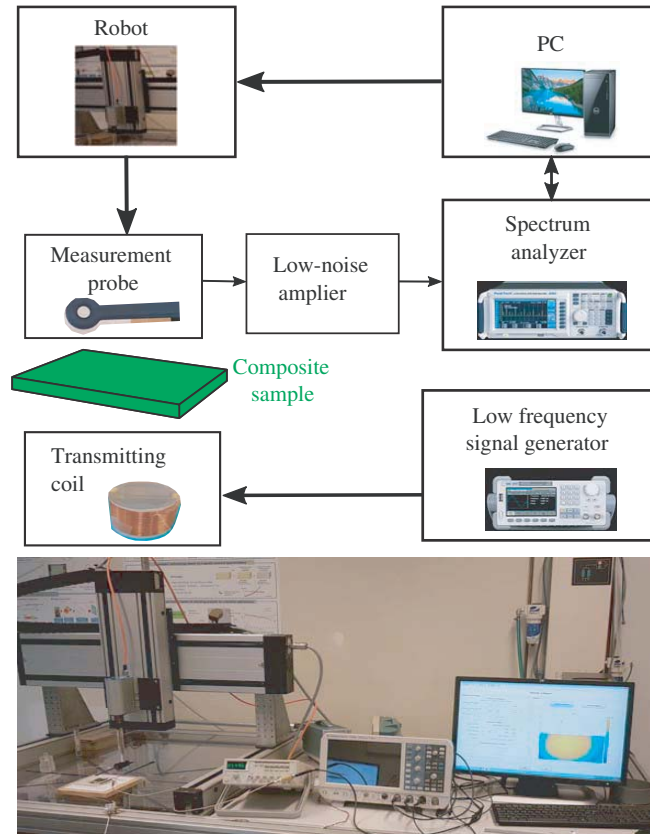 Robot
PC
Measurement
probe
Low-noise
amplier
Spectrum
analyzer
Composite
sample
Transmitting
coil
Low frequency
signal generator